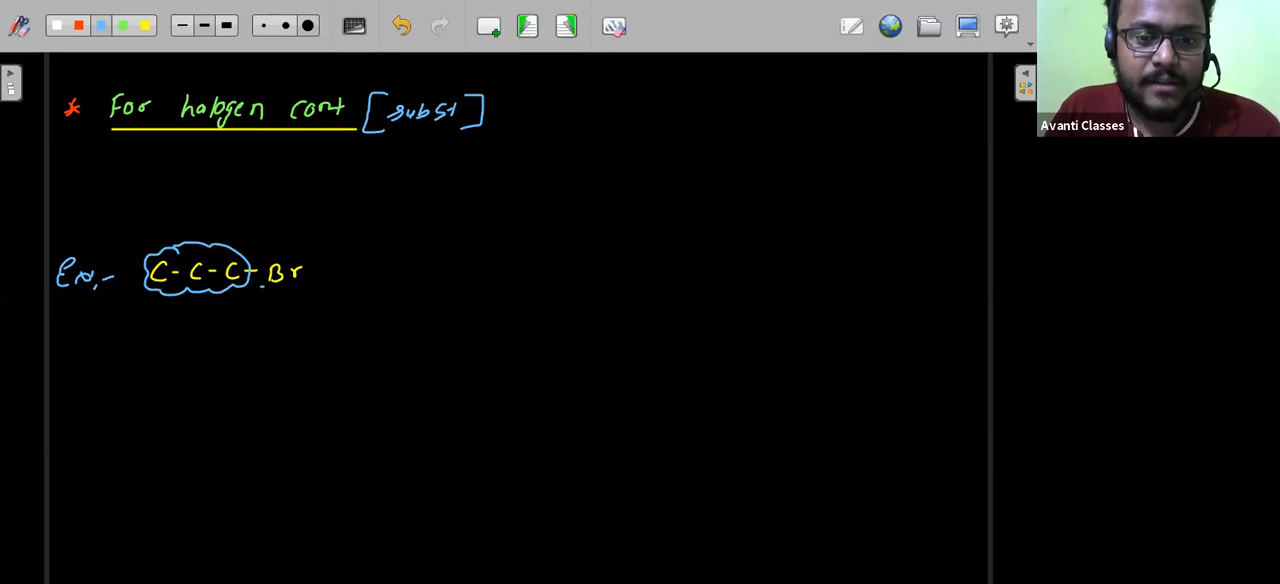 * For halogen cont [subst]
Ex,- C-C-C-Br
Avanti Classes